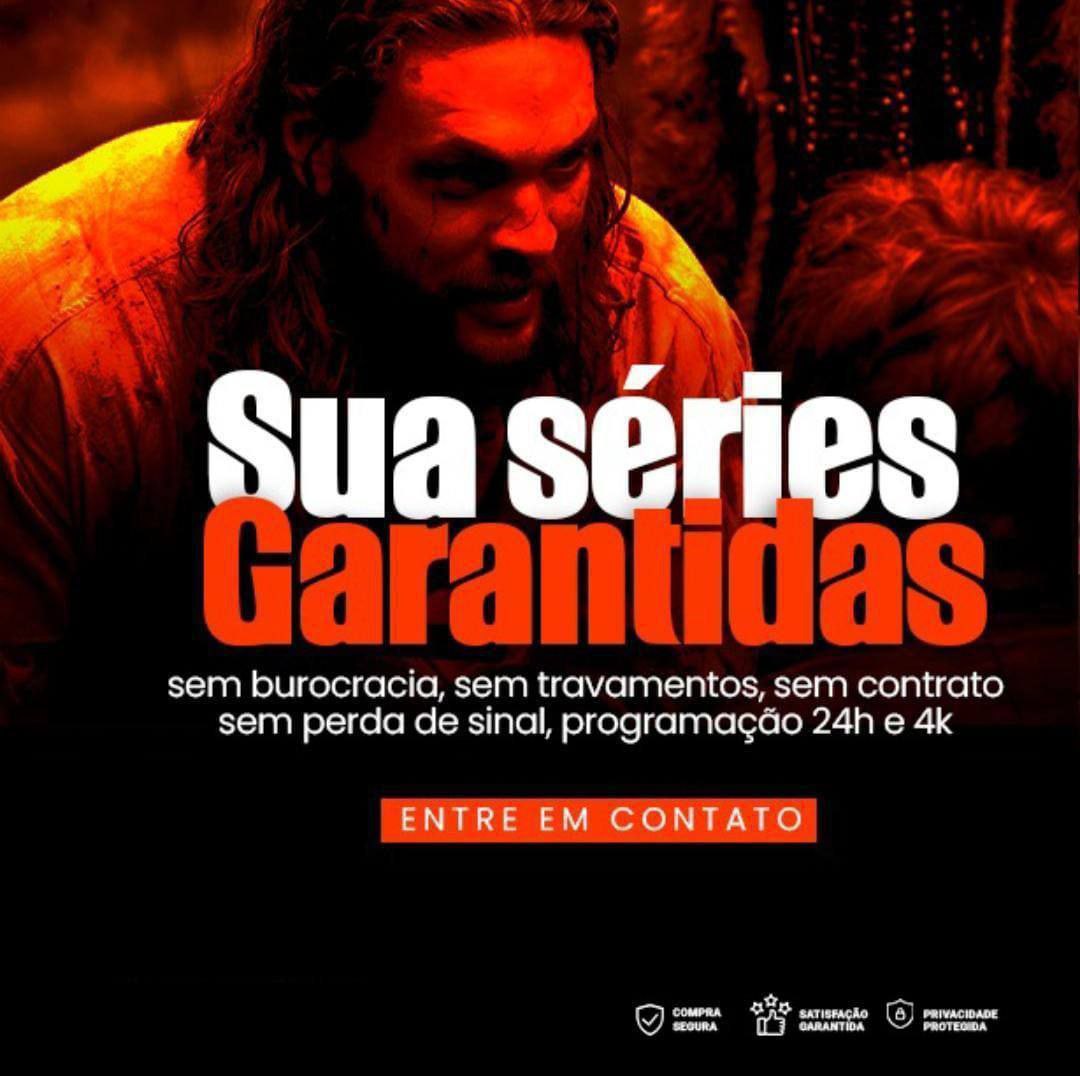 Sua séries
Garantidas
sem burocracia, sem travamentos, sem contrato
sem perda de sinal, programação 24h e 4k
ENTRE EM CONTATO
COMPRA
SEGURA
SATISFAÇÃO
GARANTIDA
PRIVACIDADE
PROTEGIDA